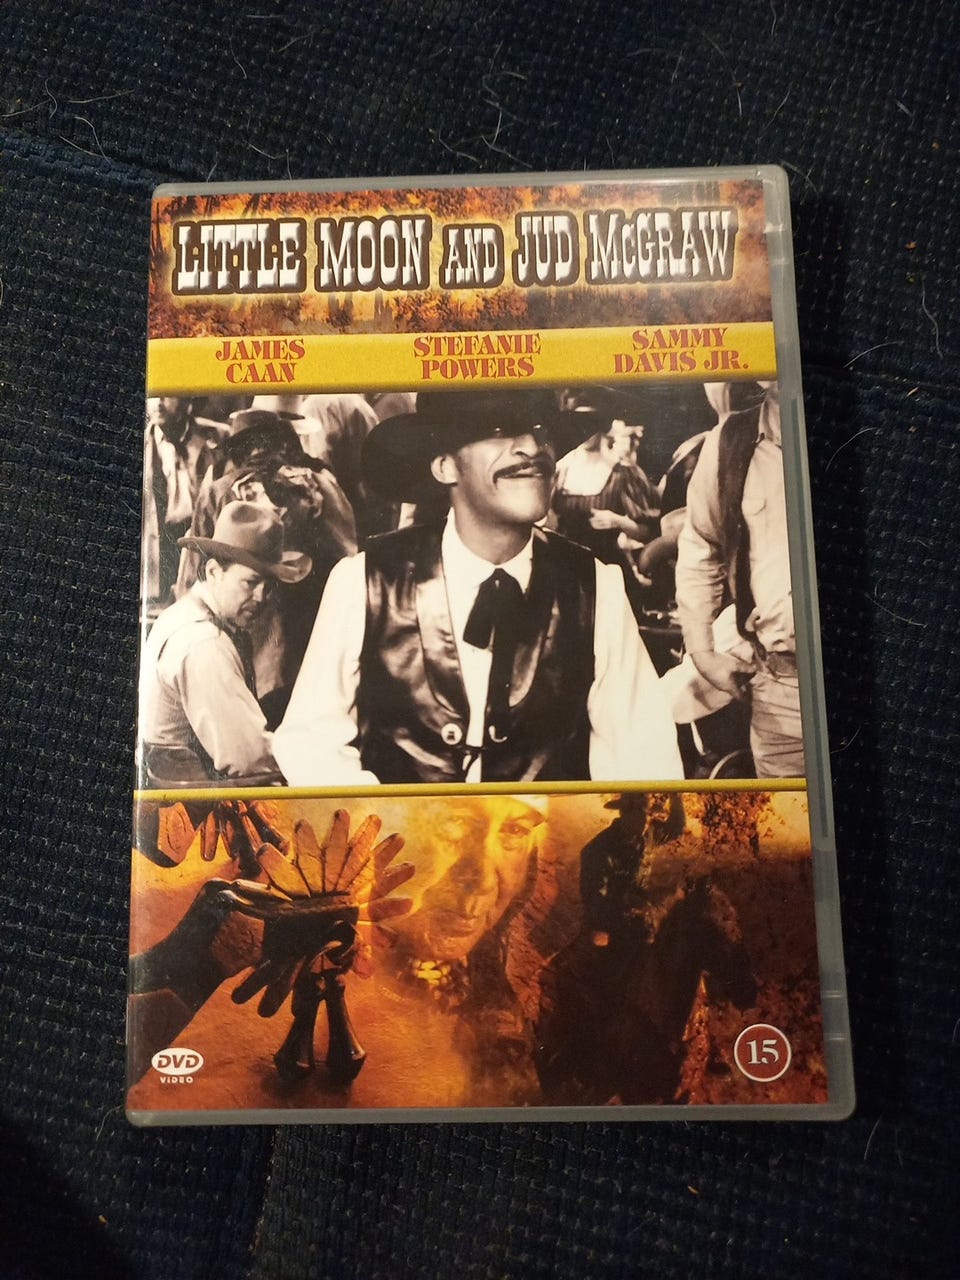 LITTLE MOON AND JUD MCGRAW
JAMES
CAAN
STEFANIE
POWERS
SAMMY
DAVIS JR.
DVD
VIDEO
15